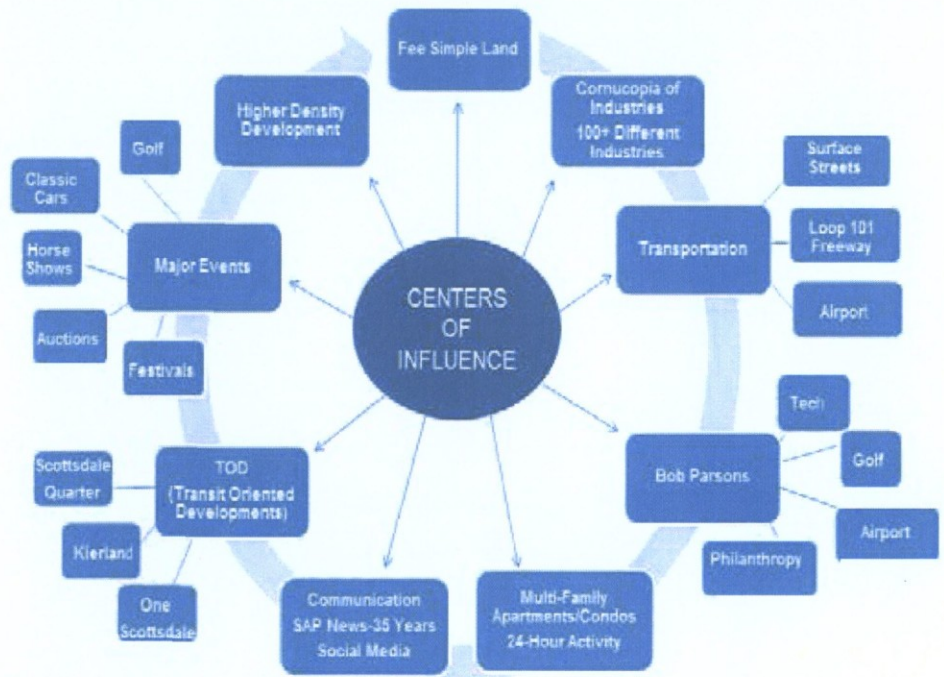 Fee Simple Land
Higher Density
Development
Cornucopia of
Industries
100+ Different
Industries
Golf
Classic
Cars
Horse
Shows
Auctions
Festivals
Major Events
Surface
Streets
Transportation
Loop 101
Freeway
Airport
CENTERS
OF
INFLUENCE
Tech
Golf
Bob Parsons
Airport
Philanthropy
Scottsdale
Quarter
TOD
(Transit Oriented
Developments)
Kierland
One
Scottsdale
Communication
SAP News-35 Years
Social Media
Multi-Family
Apartments/Condos
24-Hour Activity